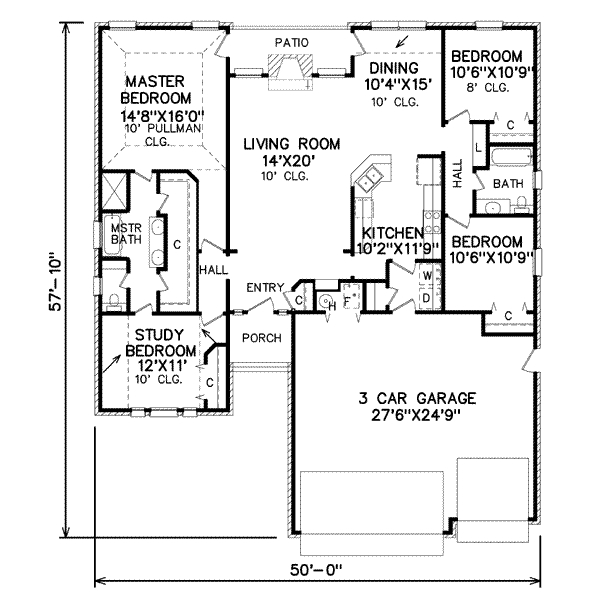 PATIO
MASTER
BEDROOM
14'8"X16'0"
10' PULLMAN
CLG.
DINING
10'4"X15'
10' CLG.
BEDROOM
10'6"X10'9"
8' CLG.
C
L
LIVING ROOM
14'X20'
10' CLG.
HALL
BATH
MSTR
BATH
C
KITCHEN
10'2"X11'9"
BEDROOM
10'6"X10'9"
HALL
W
D
ENTRY
C
H
F
C
57'-10"
STUDY
BEDROOM
12'X11'
10' CLG.
C
PORCH
3 CAR GARAGE
27'6"X24'9"
50'-0"